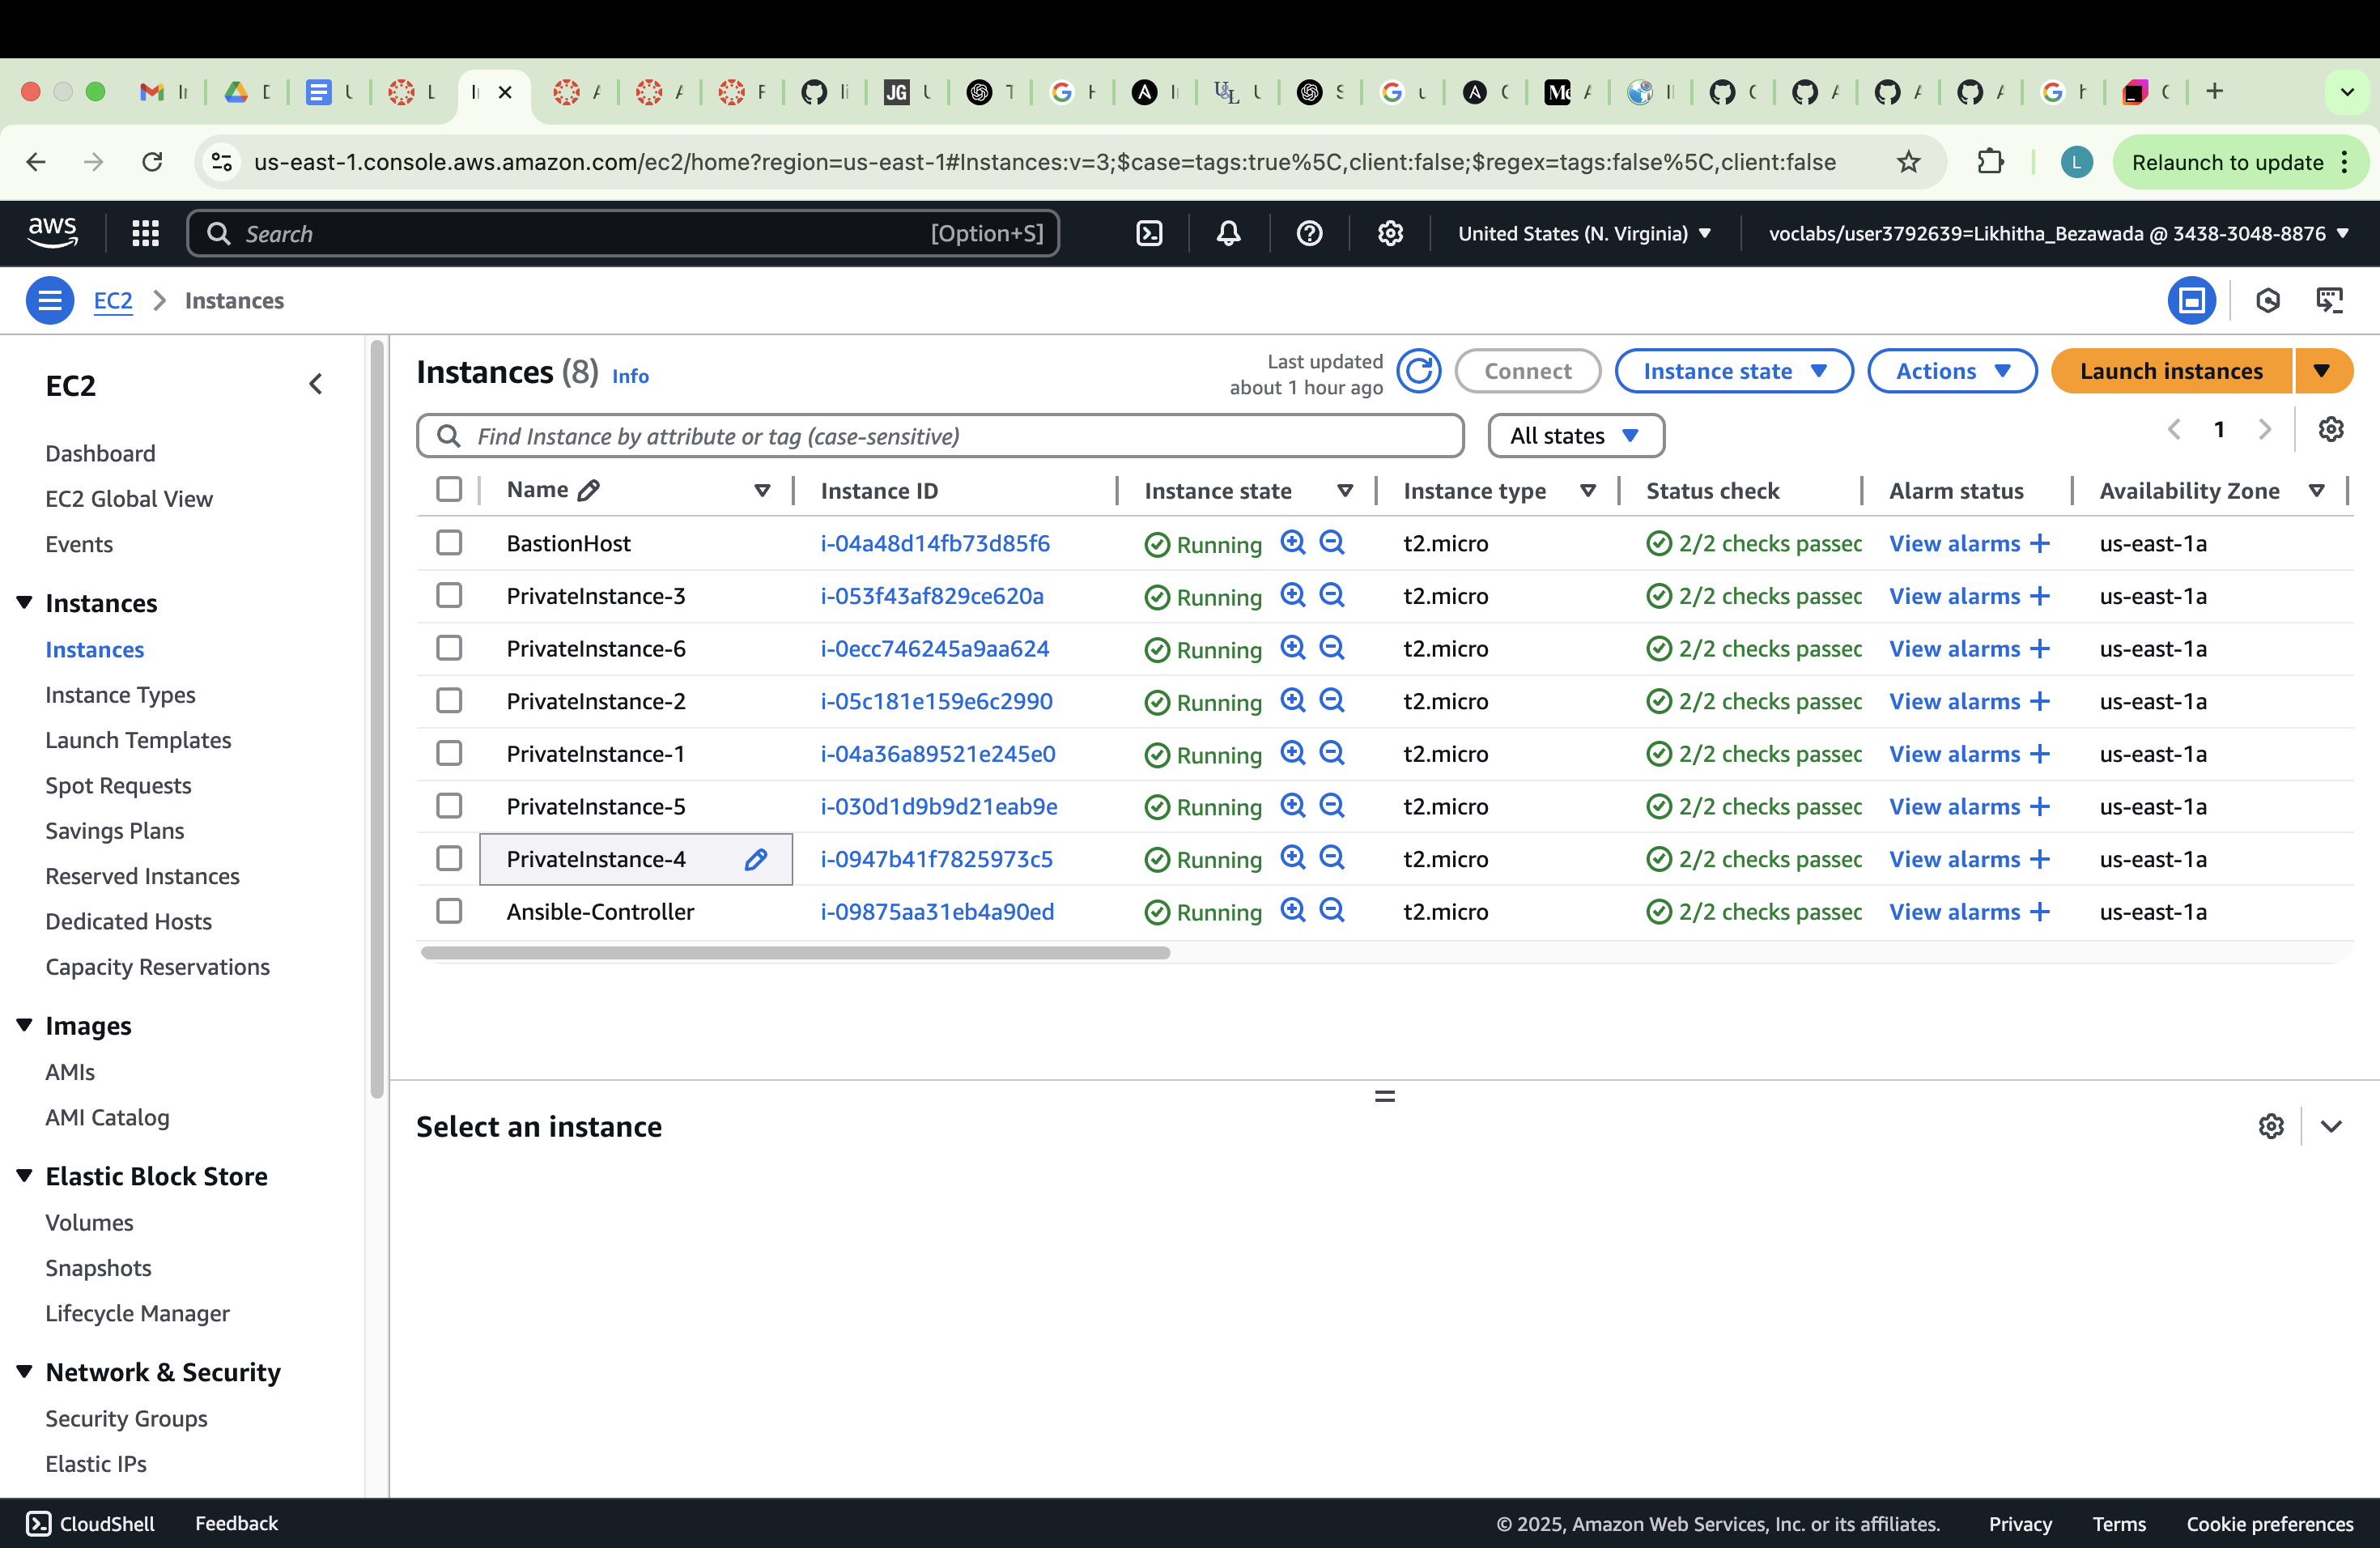 us-east-1.console.aws.amazon.com/ec2/home?region=us-east-1#Instances:v=3;$case=tags:true%5C,client:false;$regex=tags:false%5C,client:false
L
Relaunch to update
aws
Search
[Option+S]
United States (N. Virginia)
voclabs/user3792639=Likhitha_Bezawada @ 3438-3048-8876
EC2
Instances
EC2
Dashboard
EC2 Global View
Events
Instances
Instances
Instance Types
Launch Templates
Spot Requests
Savings Plans
Reserved Instances
Dedicated Hosts
Capacity Reservations
Images
AMIs
AMI Catalog
Elastic Block Store
Volumes
Snapshots
Lifecycle Manager
Network & Security
Security Groups
Elastic IPs
Instances (8) Info
Last updated
about 1 hour ago
Connect
Instance state
Actions
Launch instances
Find Instance by attribute or tag (case-sensitive)
All states
1
Name Instance ID Instance state Instance type Status check Alarm status Availability Zone
BastionHost i-04a48d14fb73d85f6 Running t2.micro 2/2 checks passec View alarms + us-east-1a
PrivateInstance-3 i-053f43af829ce620a Running t2.micro 2/2 checks passec View alarms + us-east-1a
PrivateInstance-6 i-0ecc746245a9aa624 Running t2.micro 2/2 checks passec View alarms + us-east-1a
PrivateInstance-2 i-05c181e159e6c2990 Running t2.micro 2/2 checks passec View alarms + us-east-1a
PrivateInstance-1 i-04a36a89521e245e0 Running t2.micro 2/2 checks passec View alarms + us-east-1a
PrivateInstance-5 i-030d1d9b9d21eab9e Running t2.micro 2/2 checks passec View alarms + us-east-1a
PrivateInstance-4 i-0947b41f7825973c5 Running t2.micro 2/2 checks passec View alarms + us-east-1a
Ansible-Controller i-09875aa31eb4a90ed Running t2.micro 2/2 checks passec View alarms + us-east-1a
Select an instance
CloudShell
Feedback
© 2025, Amazon Web Services, Inc. or its affiliates.
Privacy
Terms
Cookie preferences